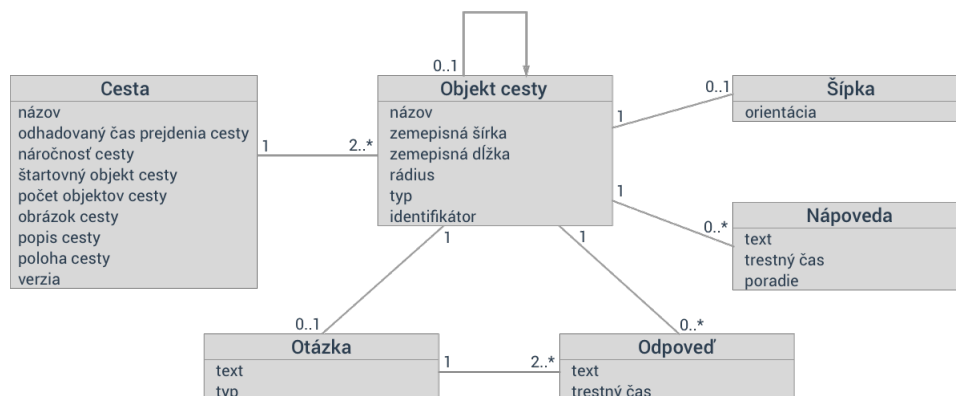 0..1
Cesta
názov
odhadovaný čas prejdenia cesty
náročnosť cesty
štartovný objekt cesty
počet objektov cesty
obrázok cesty
popis cesty
poloha cesty
verzia
1
2..*
Objekt cesty
názov
zemepisná šírka
zemepisná dĺžka
rádius
typ
identifikátor
1
0..1
Šípka
orientácia
1
0..*
Nápoveda
text
trestný čas
poradie
1
1
0..1
0..*
Otázka
text
typ
1
2..*
Odpoveď
text
trestný čas